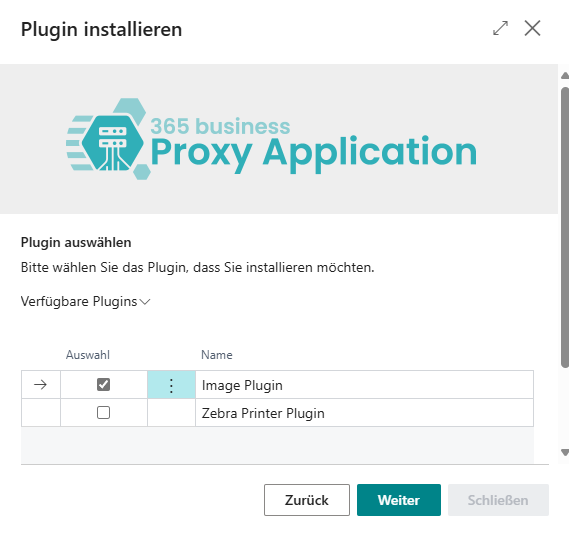 Plugin installieren
365 business
Proxy Application
Plugin auswählen
Bitte wählen Sie das Plugin, dass Sie installieren möchten.
Verfügbare Plugins
Auswahl Name
Image Plugin
Zebra Printer Plugin
Zurück Weiter Schließen